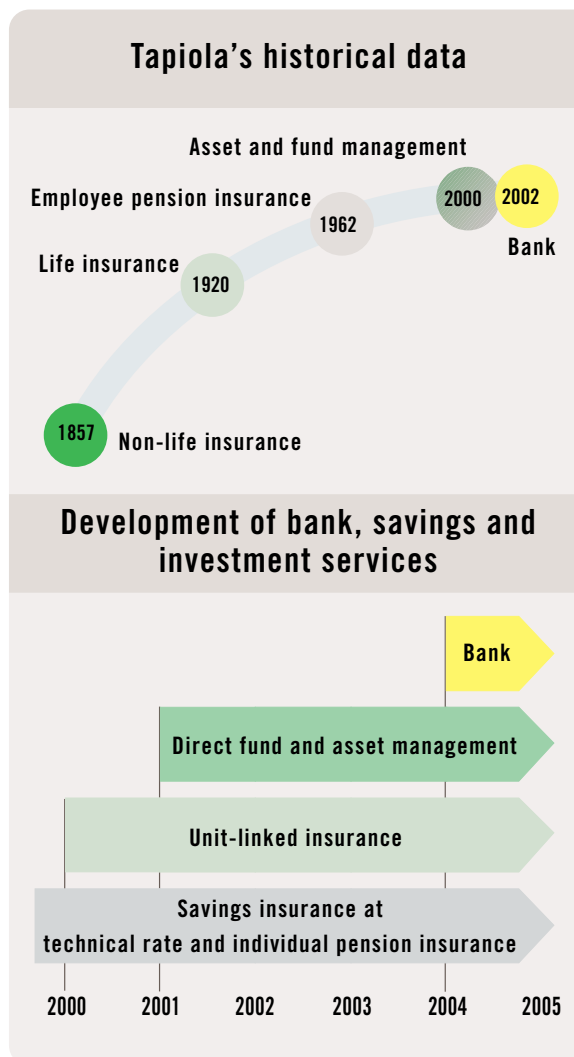 Tapiola's historical data
Asset and fund management
Employee pension insurance
2000
2002
1962
Bank
Life insurance
1920
1857
Non-life insurance
Development of bank, savings and
investment services
Bank
Direct fund and asset management
Unit-linked insurance
Savings insurance at
technical rate and individual pension insurance
2000 2001 2002 2003 2004 2005